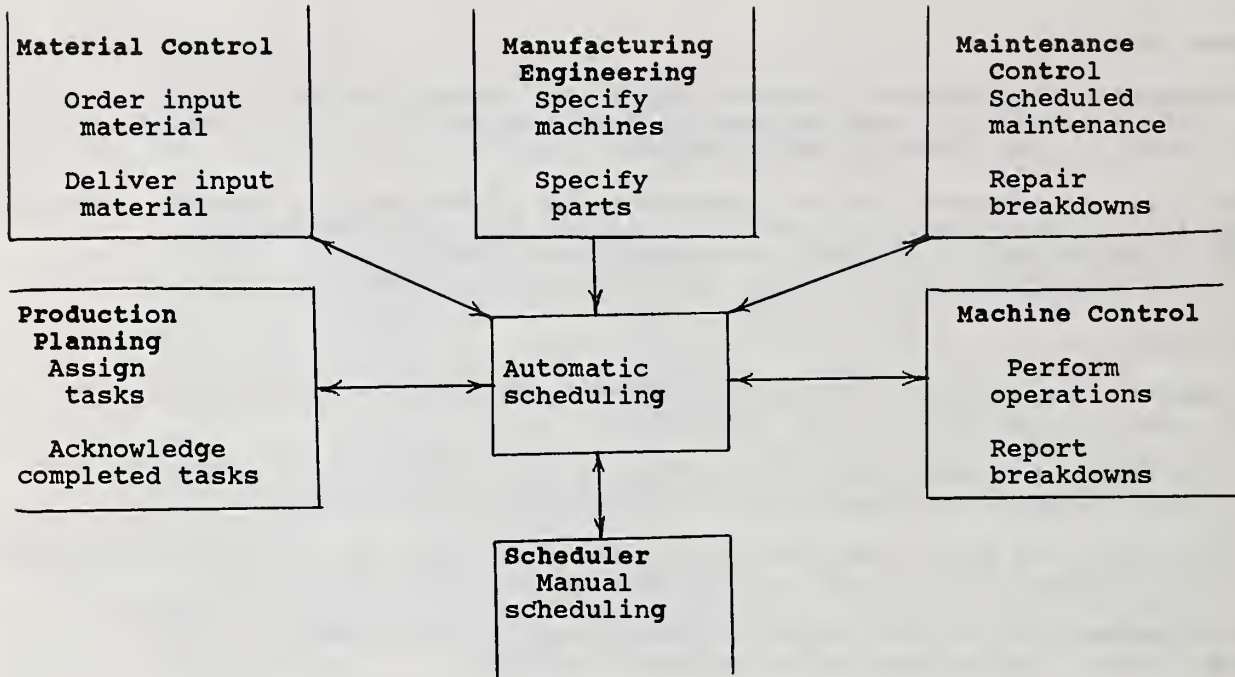 Material Control
Order input
material
Deliver input
material
Manufacturing
Engineering
Specify
machines
Specify
parts
Maintenance
Control
Scheduled
maintenance
Repair
breakdowns
Production
Planning
Assign
tasks
Acknowledge
completed tasks
Automatic
scheduling
Machine Control
Perform
operations
Report
breakdowns
Scheduler
Manual
scheduling